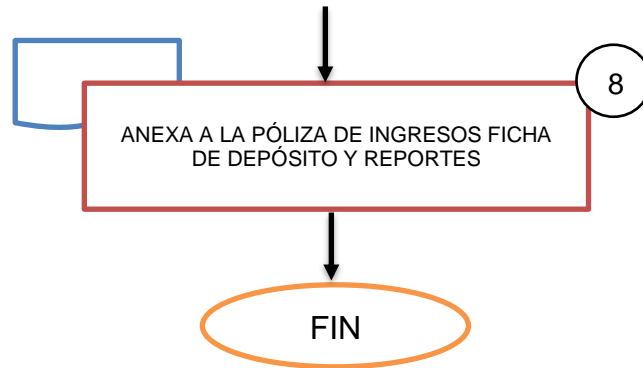 8
ANEXA A LA PÓLIZA DE INGRESOS FICHA
DE DEPÓSITO Y REPORTES
FIN